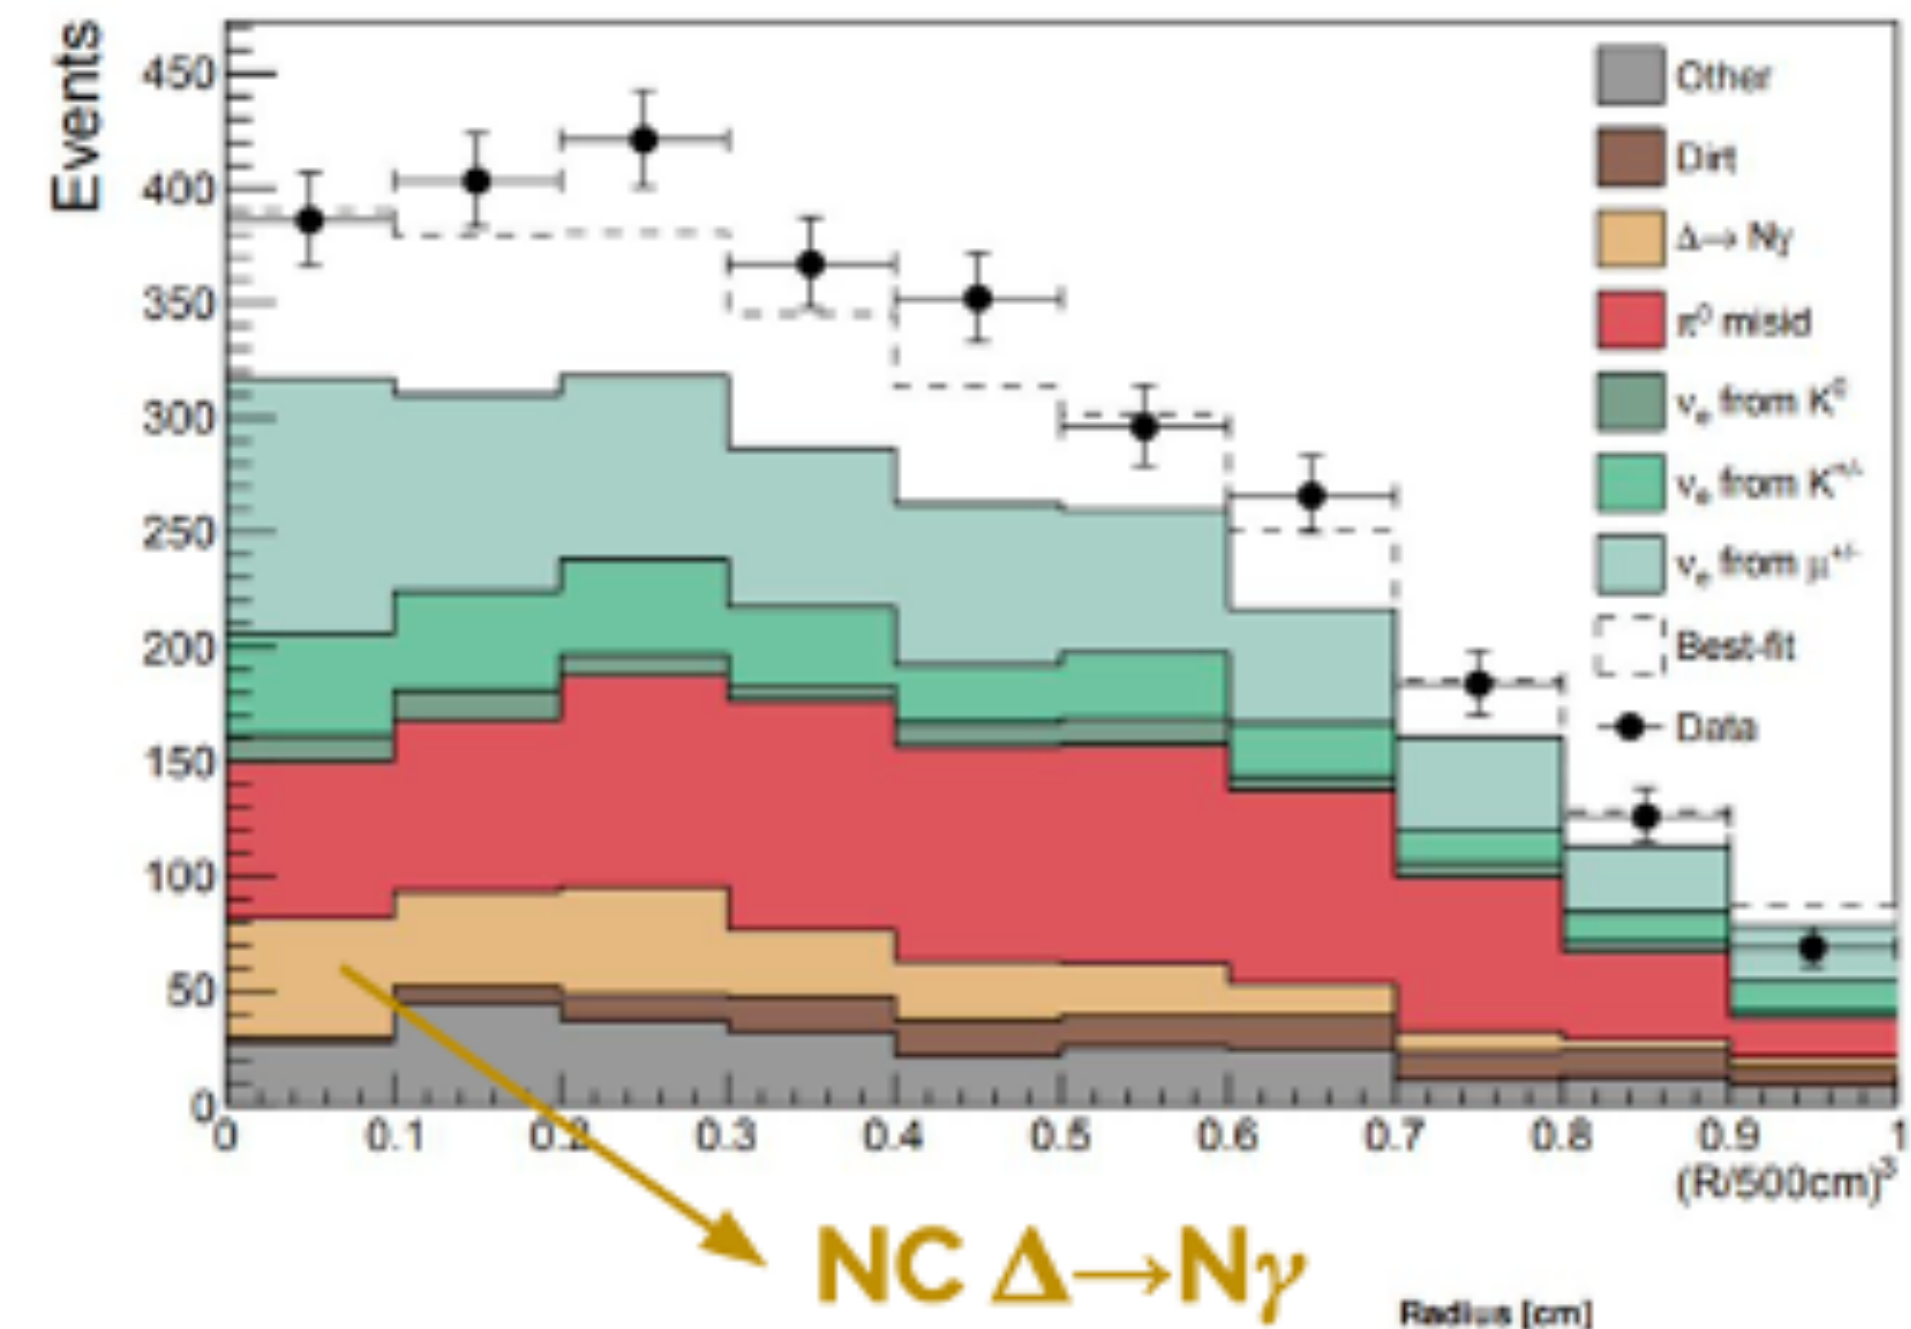 Events
450
400
350
300
250
200
150
100
50
0
0 0.1 0.2 0.3 0.4 0.5 0.6 0.7 0.8 0.9 1
(R/500cm)³
Other
Dirt
Δ→ Nγ
π⁰ misid
νₑ from K⁰
νₑ from K⁺/⁻
νₑ from μ⁺/⁻
Best-fit
Data
NC Δ→Nγ
Radius [cm]